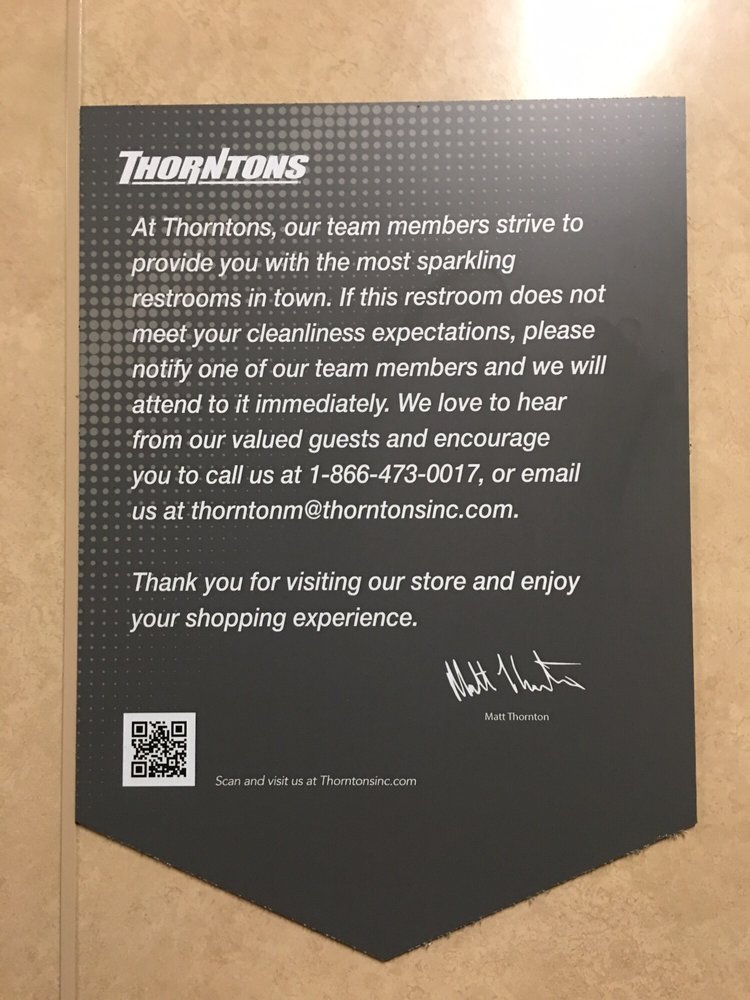 THORNTONS
At Thorntons, our team members strive to
provide you with the most sparkling
restrooms in town. If this restroom does not
meet your cleanliness expectations, please
notify one of our team members and we will
attend to it immediately. We love to hear
from our valued guests and encourage
you to call us at 1-866-473-0017, or email
us at thorntonm@thorntonsinc.com.
Thank you for visiting our store and enjoy
your shopping experience.
Matt Thornton
Matt Thornton
Scan and visit us at Thorntonsinc.com